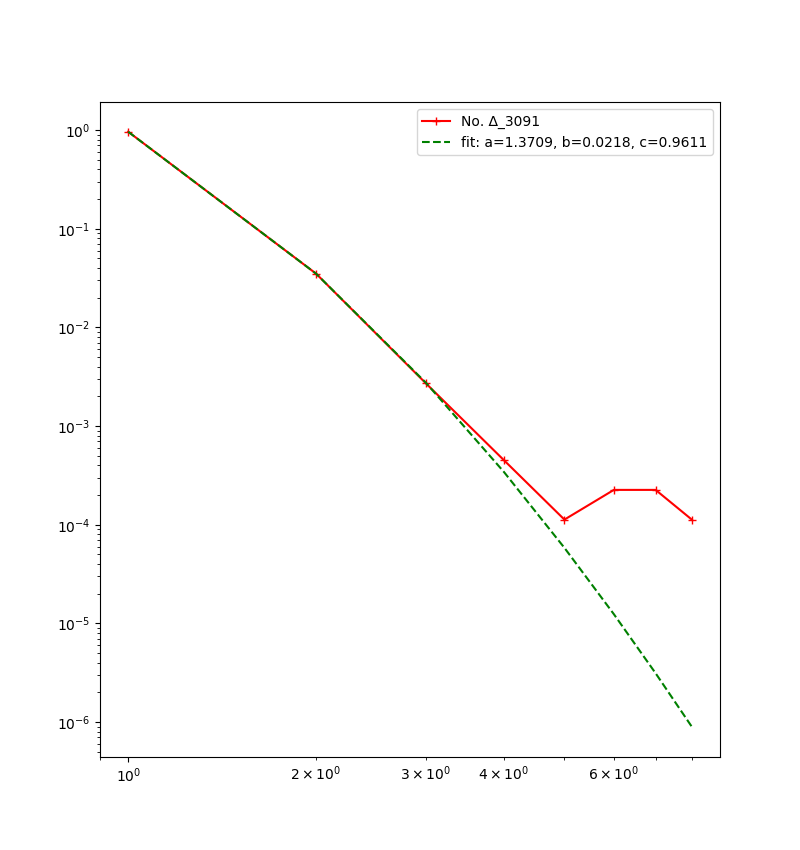 No. Δ_3091
fit: a=1.3709, b=0.0218, c=0.9611
10⁰
10⁻¹
10⁻²
10⁻³
10⁻⁴
10⁻⁵
10⁻⁶
10⁰ 2 × 10⁰ 3 × 10⁰ 4 × 10⁰ 6 × 10⁰